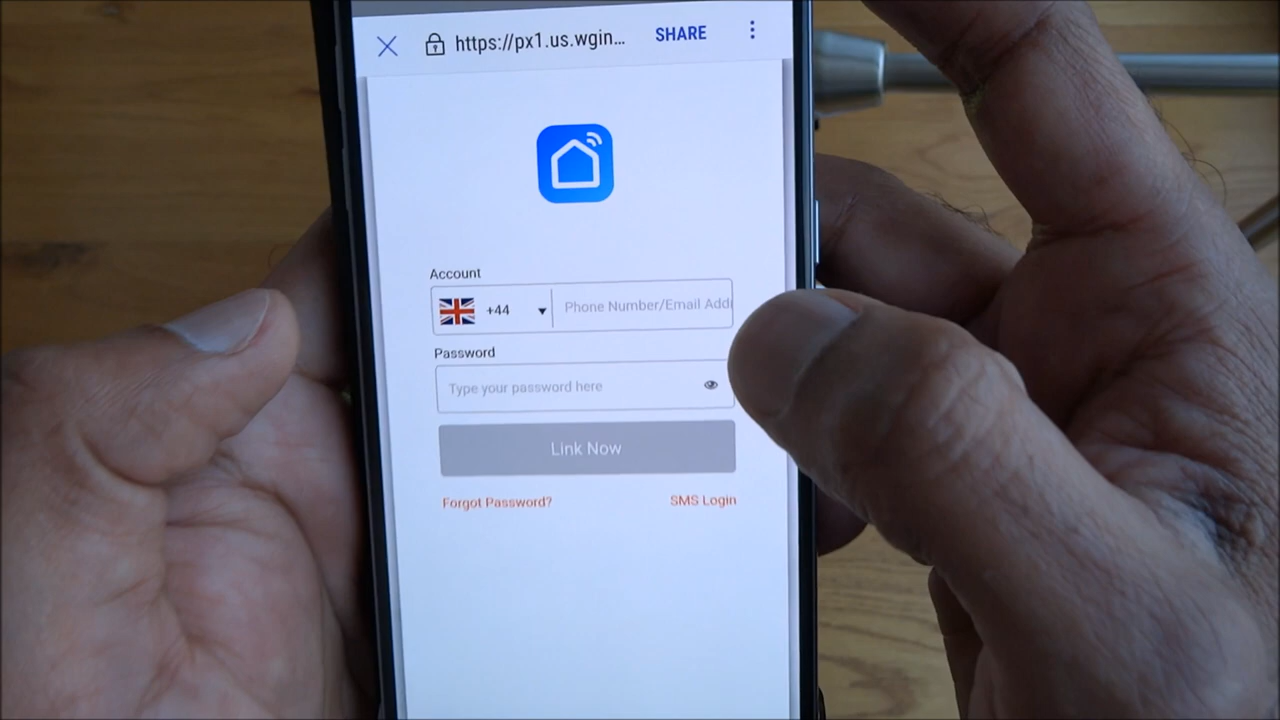 https://px1.us.wgin... SHARE
Account
+44 Phone Number/Email Add
Password
Type your password here
Link Now
Forgot Password? SMS Login